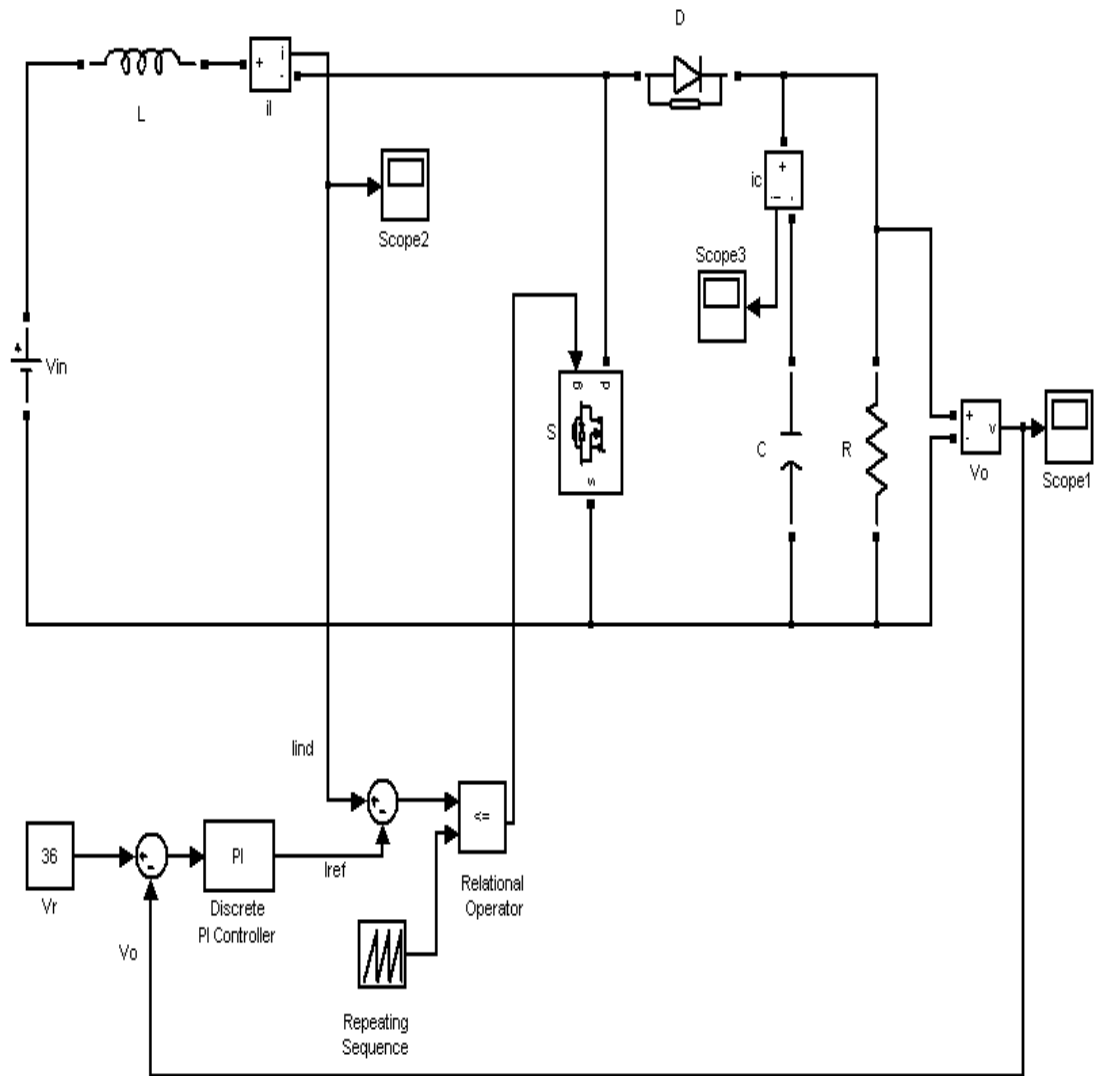 D
+
-
i
L
il
Scope2
ic
+
-
Scope3
+
Vin
g
d
S
s
C
R
+
-
v
Vo
Scope1
Iind
+
-
<=
36
Vr
+
-
PI
Iref
Discrete
PI Controller
Relational
Operator
Vo
Repeating
Sequence